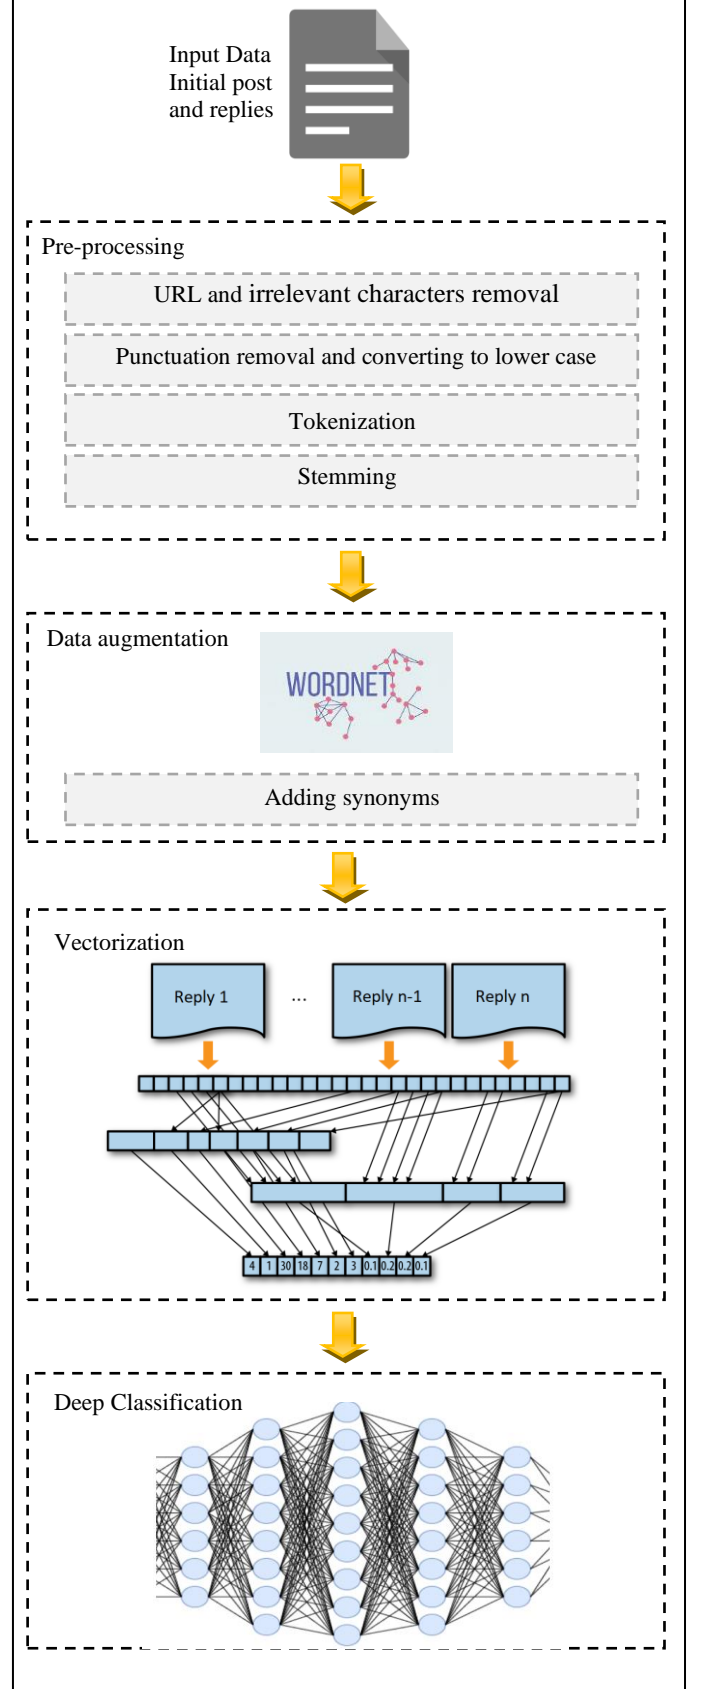 Input Data
Initial post
and replies
Pre-processing
URL and irrelevant characters removal
Punctuation removal and converting to lower case
Tokenization
Stemming
Data augmentation
WORDNET
Adding synonyms
Vectorization
Reply 1 ... Reply n-1 Reply n
4 1 30 18 7 2 3 0.1 0.2 0.2 0.1
Deep Classification